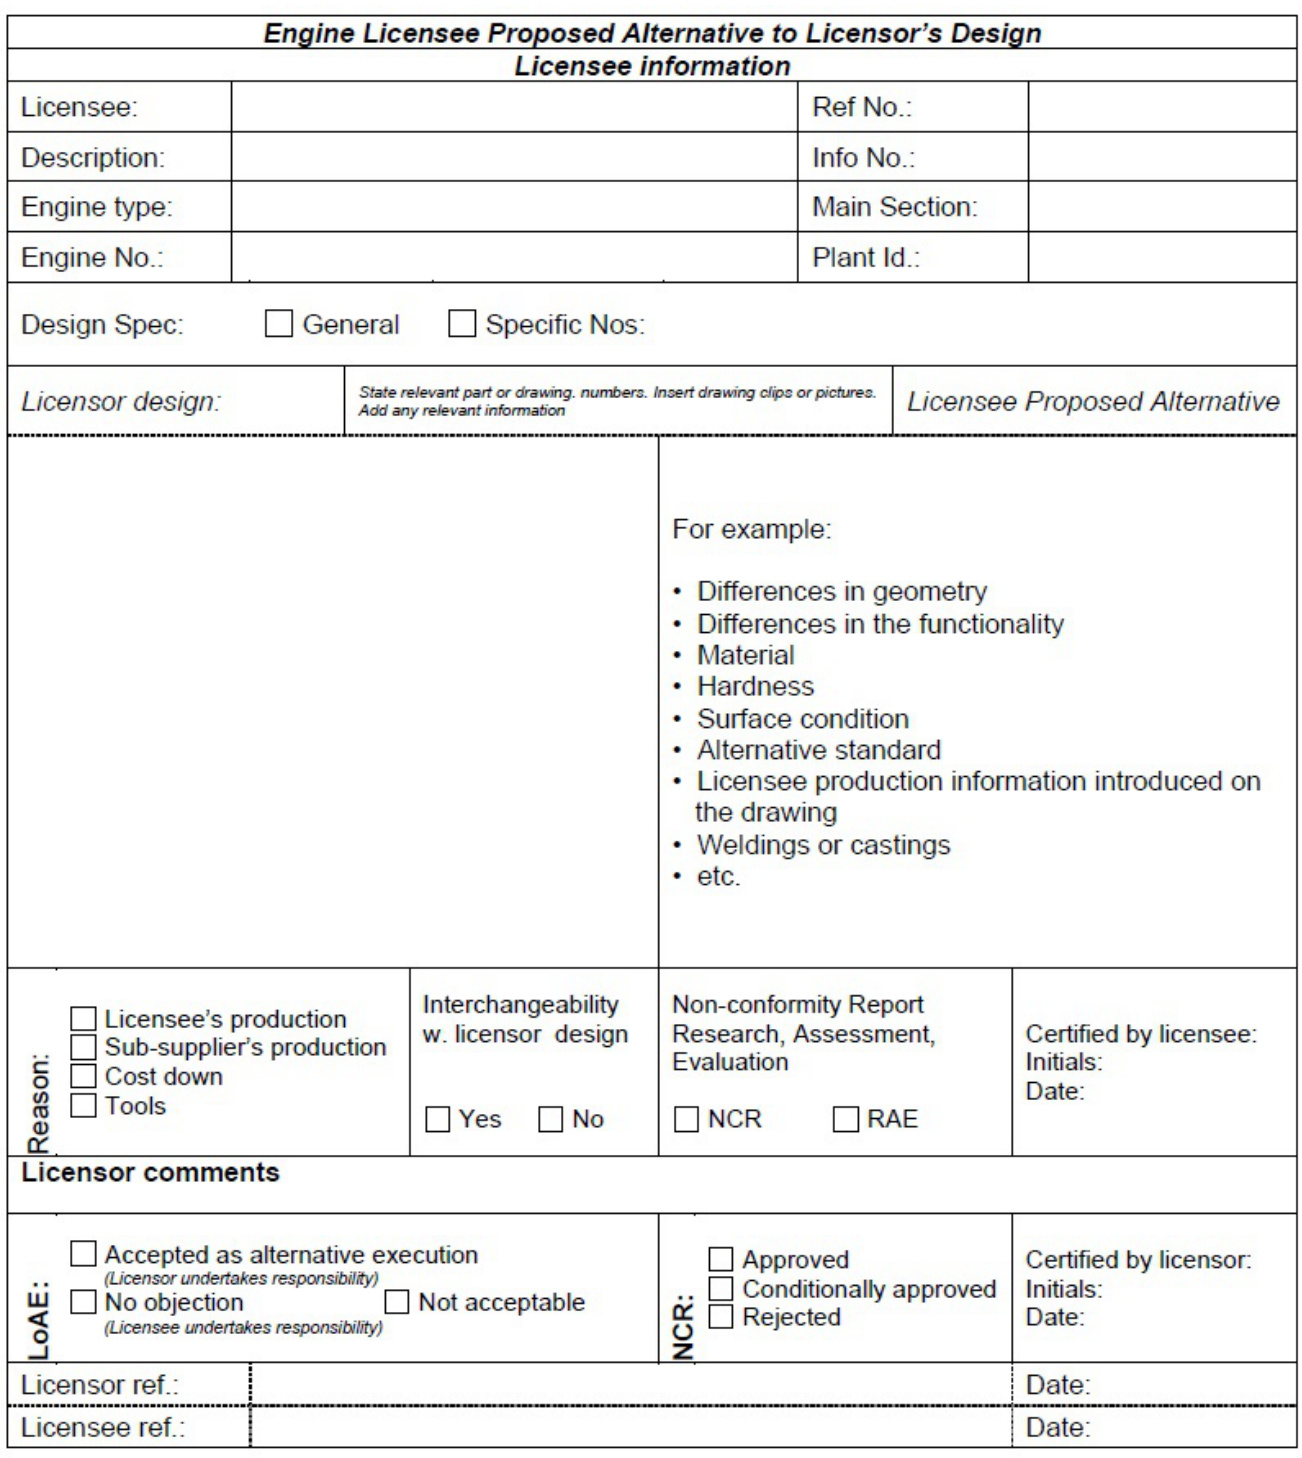 Engine Licensee Proposed Alternative to Licensor's Design
Licensee information
Licensee:
Ref No.:
Description:
Info No.:
Engine type:
Main Section:
Engine No.:
Plant Id.:
Design Spec:
General
Specific Nos:
Licensor design:
State relevant part or drawing. numbers. Insert drawing clips or pictures.
Add any relevant information
Licensee Proposed Alternative
For example:
• Differences in geometry
• Differences in the functionality
• Material
• Hardness
• Surface condition
• Alternative standard
• Licensee production information introduced on
the drawing
• Weldings or castings
• etc.
Reason:
Licensee's production
Sub-supplier's production
Cost down
Tools
Interchangeability
w. licensor design
Yes
No
Non-conformity Report
Research, Assessment,
Evaluation
NCR
RAE
Certified by licensee:
Initials:
Date:
Licensor comments
LoAE:
Accepted as alternative execution
(Licensor undertakes responsibility)
No objection
Not acceptable
(Licensee undertakes responsibility)
NCR:
Approved
Conditionally approved
Rejected
Certified by licensor:
Initials:
Date:
Licensor ref.:
Date:
Licensee ref.:
Date: